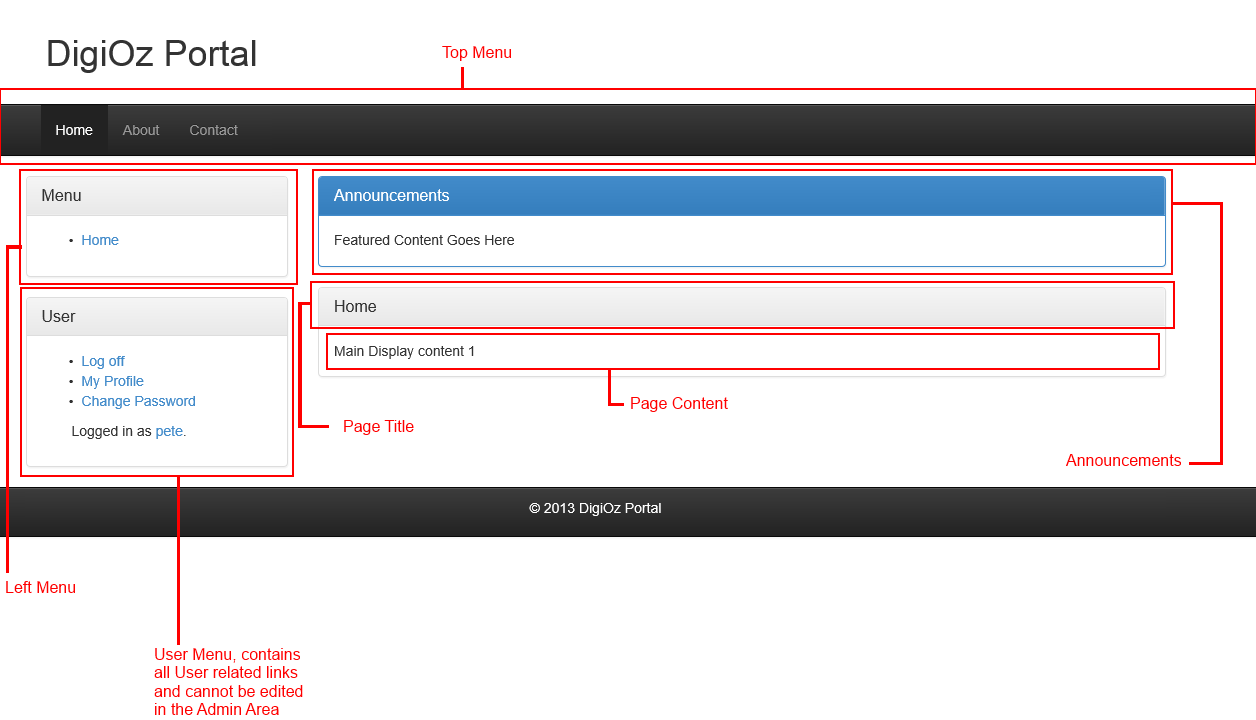 DigiOz Portal
Top Menu
Home About Contact
Menu
• Home
User
• Log off
• My Profile
• Change Password
Logged in as pete.
Announcements
Featured Content Goes Here
Home
Main Display content 1
Page Content
Page Title
Announcements
© 2013 DigiOz Portal
Left Menu
User Menu, contains
all User related links
and cannot be edited
in the Admin Area